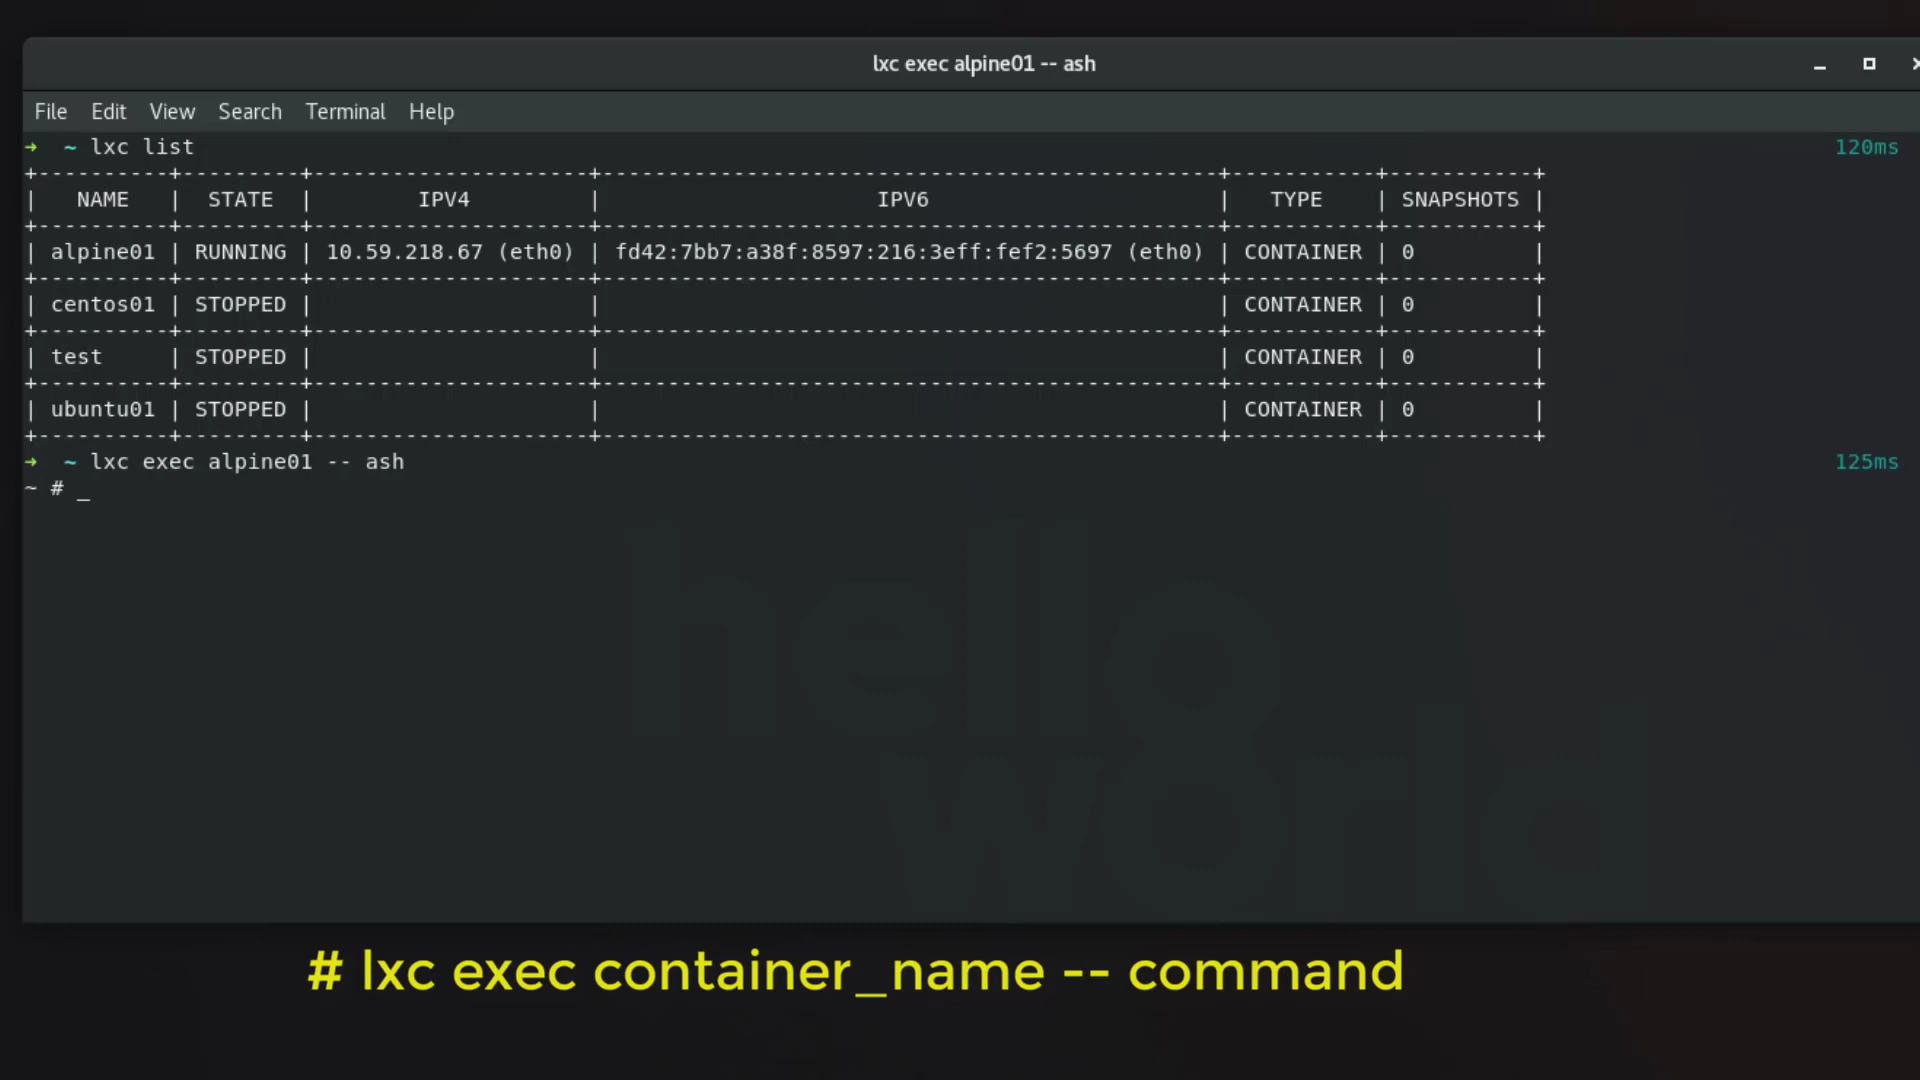 lxc exec alpine01 -- ash
File Edit View Search Terminal Help
➜ ~ lxc list 120ms
+----------+---------+---------------------+-----------------------------------------------+-----------+-----------+
| NAME | STATE | IPV4 | IPV6 | TYPE | SNAPSHOTS |
+----------+---------+---------------------+-----------------------------------------------+-----------+-----------+
| alpine01 | RUNNING | 10.59.218.67 (eth0) | fd42:7bb7:a38f:8597:216:3eff:fef2:5697 (eth0) | CONTAINER | 0 |
+----------+---------+---------------------+-----------------------------------------------+-----------+-----------+
| centos01 | STOPPED | | | CONTAINER | 0 |
+----------+---------+---------------------+-----------------------------------------------+-----------+-----------+
| test | STOPPED | | | CONTAINER | 0 |
+----------+---------+---------------------+-----------------------------------------------+-----------+-----------+
| ubuntu01 | STOPPED | | | CONTAINER | 0 |
+----------+---------+---------------------+-----------------------------------------------+-----------+-----------+
➜ ~ lxc exec alpine01 -- ash 125ms
~ # _
hello
world
# lxc exec container_name -- command